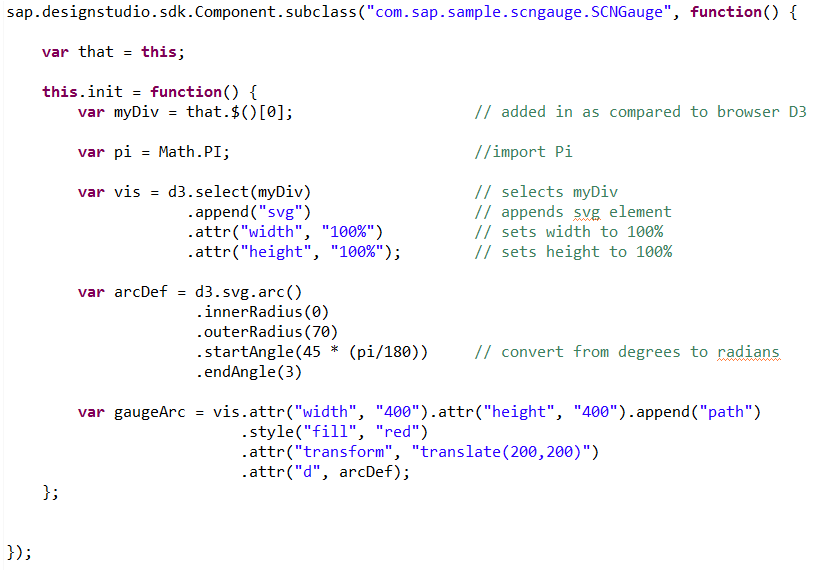 sap.designstudio.sdk.Component.subclass("com.sap.sample.scngauge.SCNGauge", function() {
var that = this;
this.init = function() {
var myDiv = that.$()[0]; // added in as compared to browser D3
var pi = Math.PI; //import Pi
var vis = d3.select(myDiv) // selects myDiv
.append("svg") // appends svg element
.attr("width", "100%") // sets width to 100%
.attr("height", "100%"); // sets height to 100%
var arcDef = d3.svg.arc()
.innerRadius(0)
.outerRadius(70)
.startAngle(45 * (pi/180)) // convert from degrees to radians
.endAngle(3)
var gaugeArc = vis.attr("width", "400").attr("height", "400").append("path")
.style("fill", "red")
.attr("transform", "translate(200,200)")
.attr("d", arcDef);
};
});